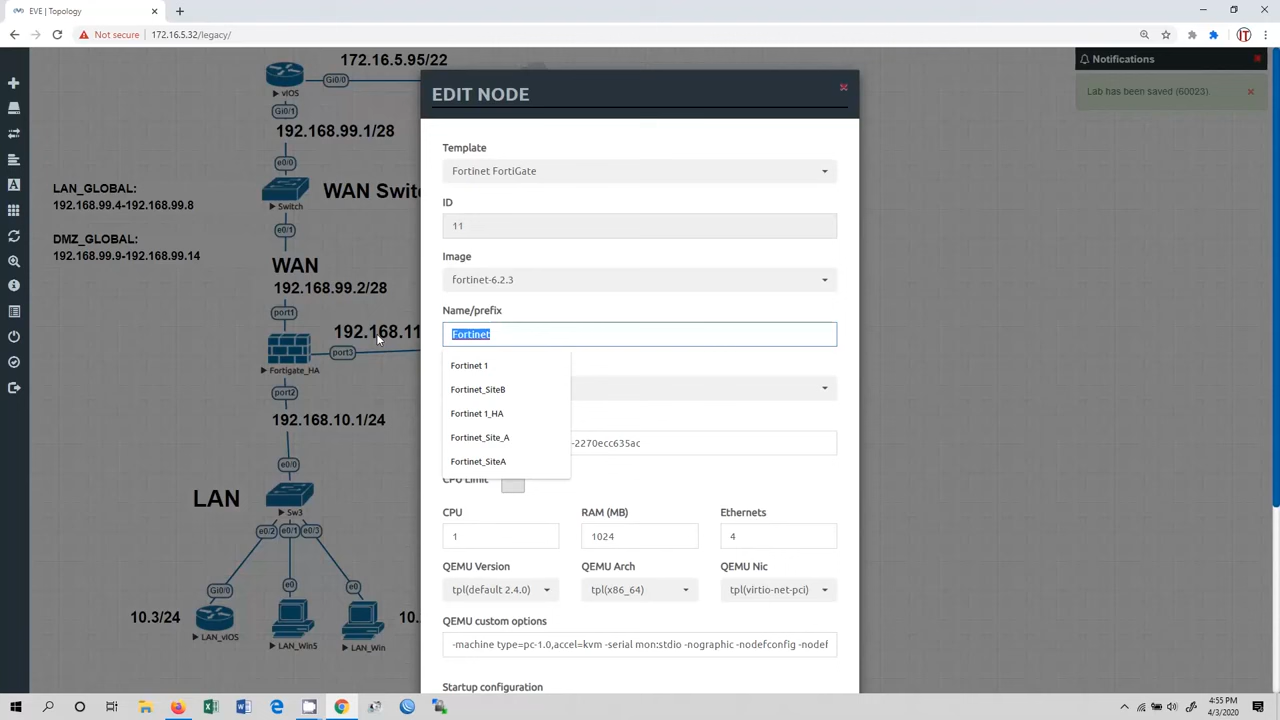 EVE | Topology
Not secure
172.16.5.32/legacy/
172.16.5.95/22
Gi0/0
vIOS
Gi0/1
192.168.99.1/28
e0/0
LAN_GLOBAL:
192.168.99.4-192.168.99.8
WAN Switc
Switch
e0/1
DMZ_GLOBAL:
192.168.99.9-192.168.99.14
WAN
192.168.99.2/28
port1
192.168.11
port3
Fortigate_HA
port2
192.168.10.1/24
e0/0
LAN
Sw3
e0/2
e0/1
e0/3
Gi0/0
e0
e0
10.3/24
LAN_vIOS
LAN_Win5
LAN_Win
10.
EDIT NODE
Template
Fortinet FortiGate
ID
11
Image
fortinet-6.2.3
Name/prefix
Fortinet
Fortinet 1
Fortinet_SiteB
Fortinet 1_HA
Fortinet_Site_A
Fortinet_SiteA
-2270ecc635ac
CPU Limit
CPU
RAM (MB)
Ethernets
1
1024
4
QEMU Version
QEMU Arch
QEMU Nic
tpl(default 2.4.0)
tpl(x86_64)
tpl(virtio-net-pci)
QEMU custom options
-machine type=pc-1.0,accel=kvm -serial mon:stdio -nographic -nodefconfig -nodef
Startup configuration
Notifications
Lab has been saved (60023).
4:55 PM
4/3/2020